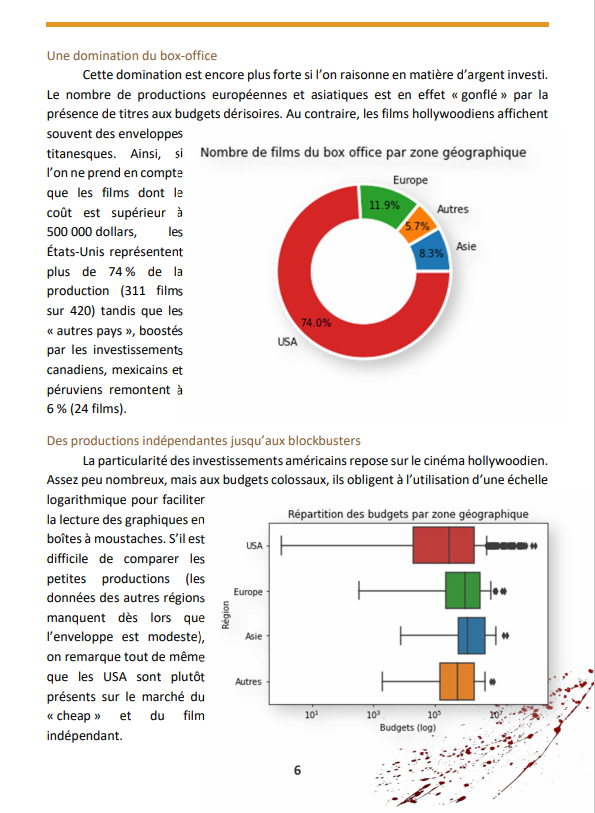 Une domination du box-office
Cette domination est encore plus forte si l’on raisonne en matière d’argent investi.
Le nombre de productions européennes et asiatiques est en effet « gonflé » par la
présence de titres aux budgets dérisoires. Au contraire, les films hollywoodiens affichent
souvent des enveloppes
titanesques. Ainsi, si
l’on ne prend en compte
que les films dont le
coût est supérieur à
500 000 dollars, les
États-Unis représentent
plus de 74 % de la
production (311 films
sur 420) tandis que les
« autres pays », boostés
par les investissements
canadiens, mexicains et
péruviens remontent à
6 % (24 films).
Nombre de films du box office par zone géographique
Europe
11.9%
Autres
5.7%
Asie
8.3%
74.0%
USA
Des productions indépendantes jusqu’aux blockbusters
La particularité des investissements américains repose sur le cinéma hollywoodien.
Assez peu nombreux, mais aux budgets colossaux, ils obligent à l’utilisation d’une échelle
logarithmique pour faciliter
la lecture des graphiques en
boîtes à moustaches. S’il est
difficile de comparer les
petites productions (les
données des autres régions
manquent dès lors que
l’enveloppe est modeste),
on remarque tout de même
que les USA sont plutôt
présents sur le marché du
« cheap » et du film
indépendant.
Répartition des budgets par zone géographique
USA
Europe
Asie
Autres
Région
10¹ 10³ 10⁵ 10⁷
Budgets (log)
6